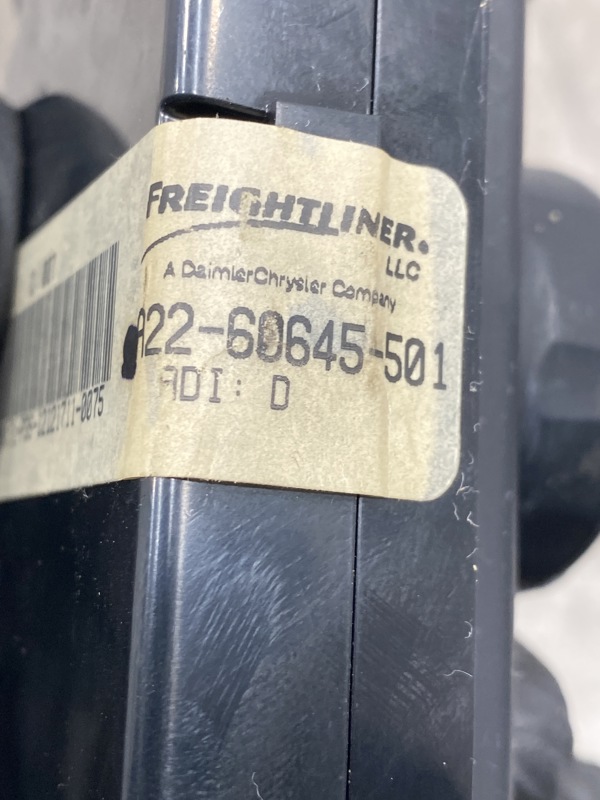 FREIGHTLINER.
LLC
A DaimlerChrysler Company
A22-60645-501
ADI: D